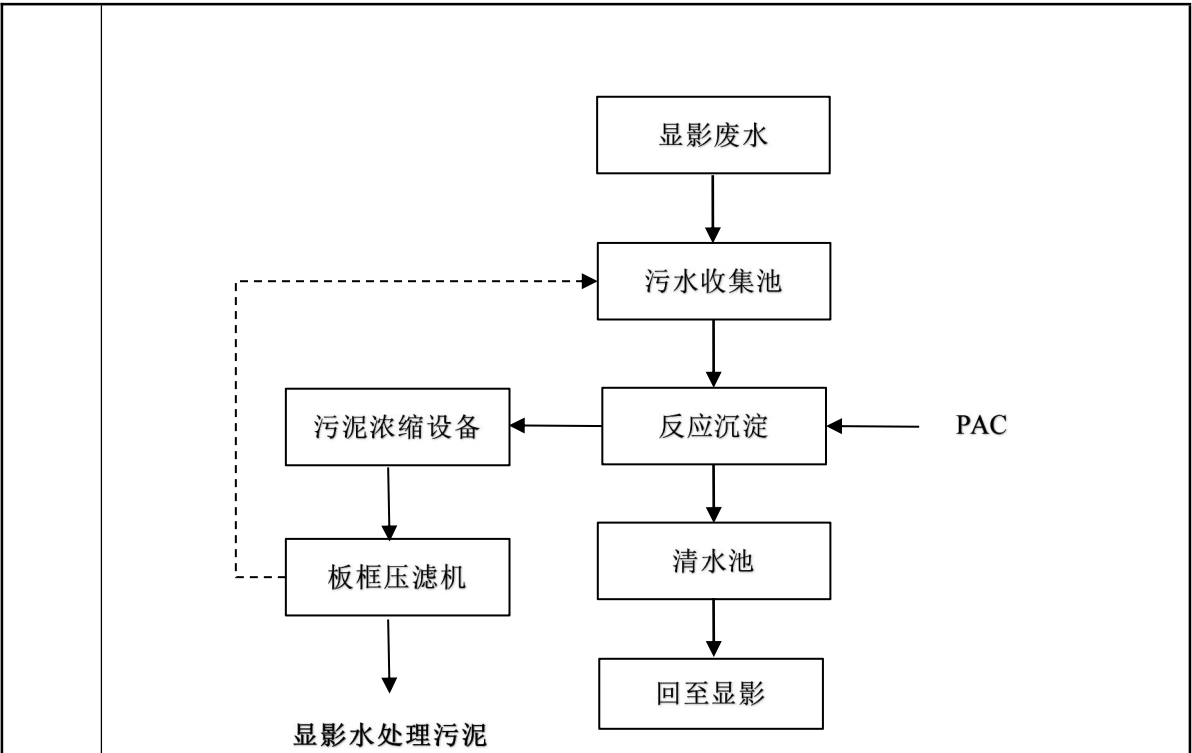 显影废水
污水收集池
污泥浓缩设备
反应沉淀
PAC
板框压滤机
清水池
回至显影
显影水处理污泥